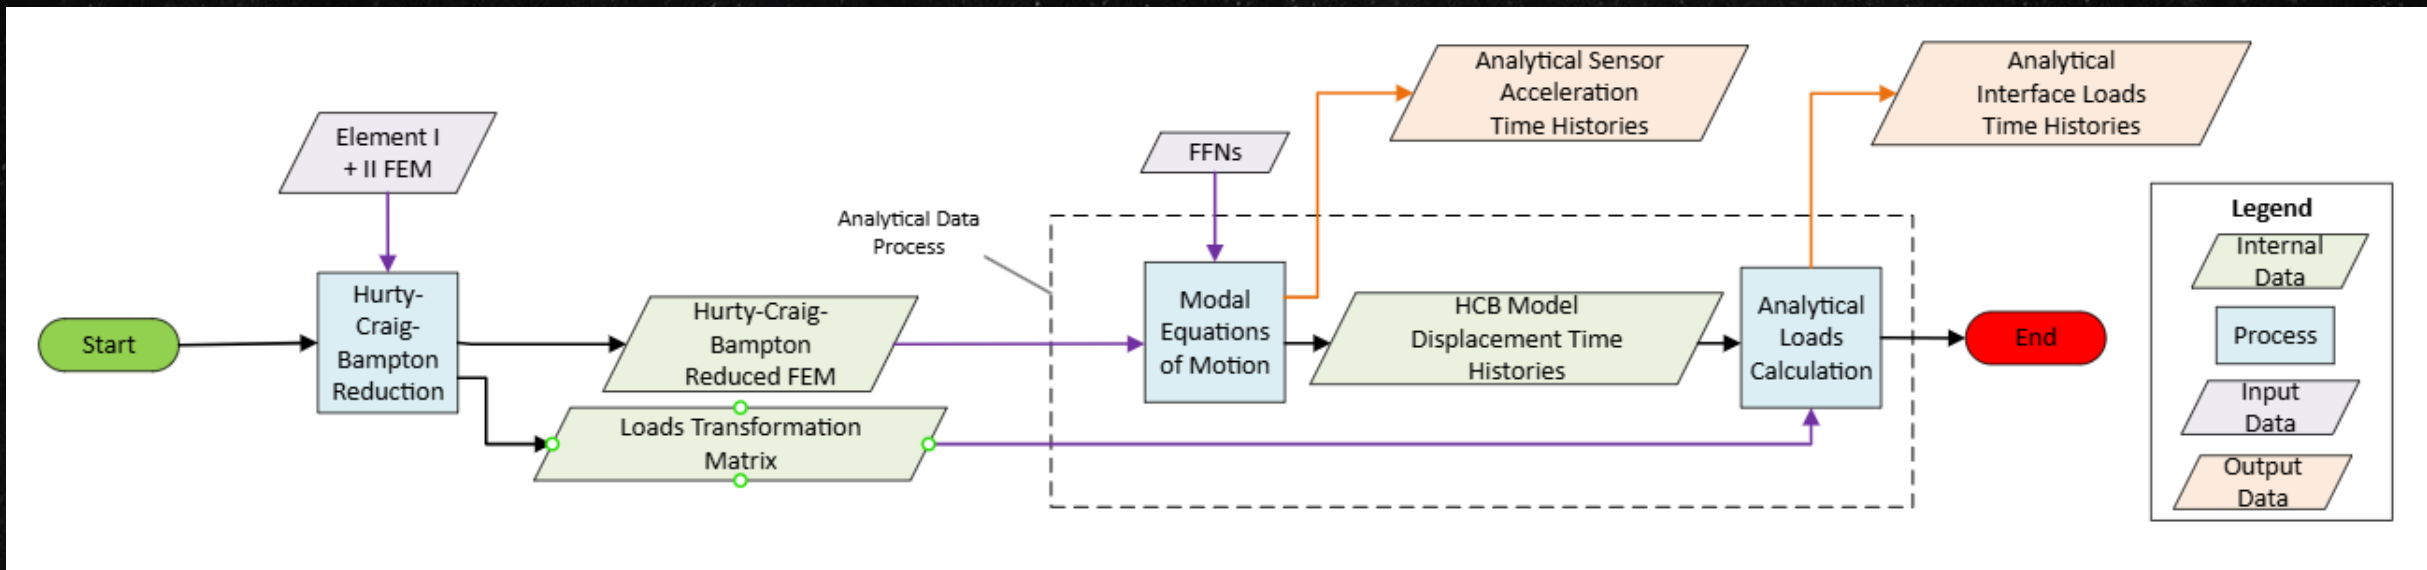 Start
Element I
+ II FEM
Hurty-
Craig-
Bampton
Reduction
Hurty-Craig-
Bampton
Reduced FEM
Loads Transformation
Matrix
Analytical Data
Process
FFNs
Modal
Equations
of Motion
Analytical Sensor
Acceleration
Time Histories
HCB Model
Displacement Time
Histories
Analytical
Loads
Calculation
Analytical
Interface Loads
Time Histories
End
Legend
Internal
Data
Process
Input
Data
Output
Data